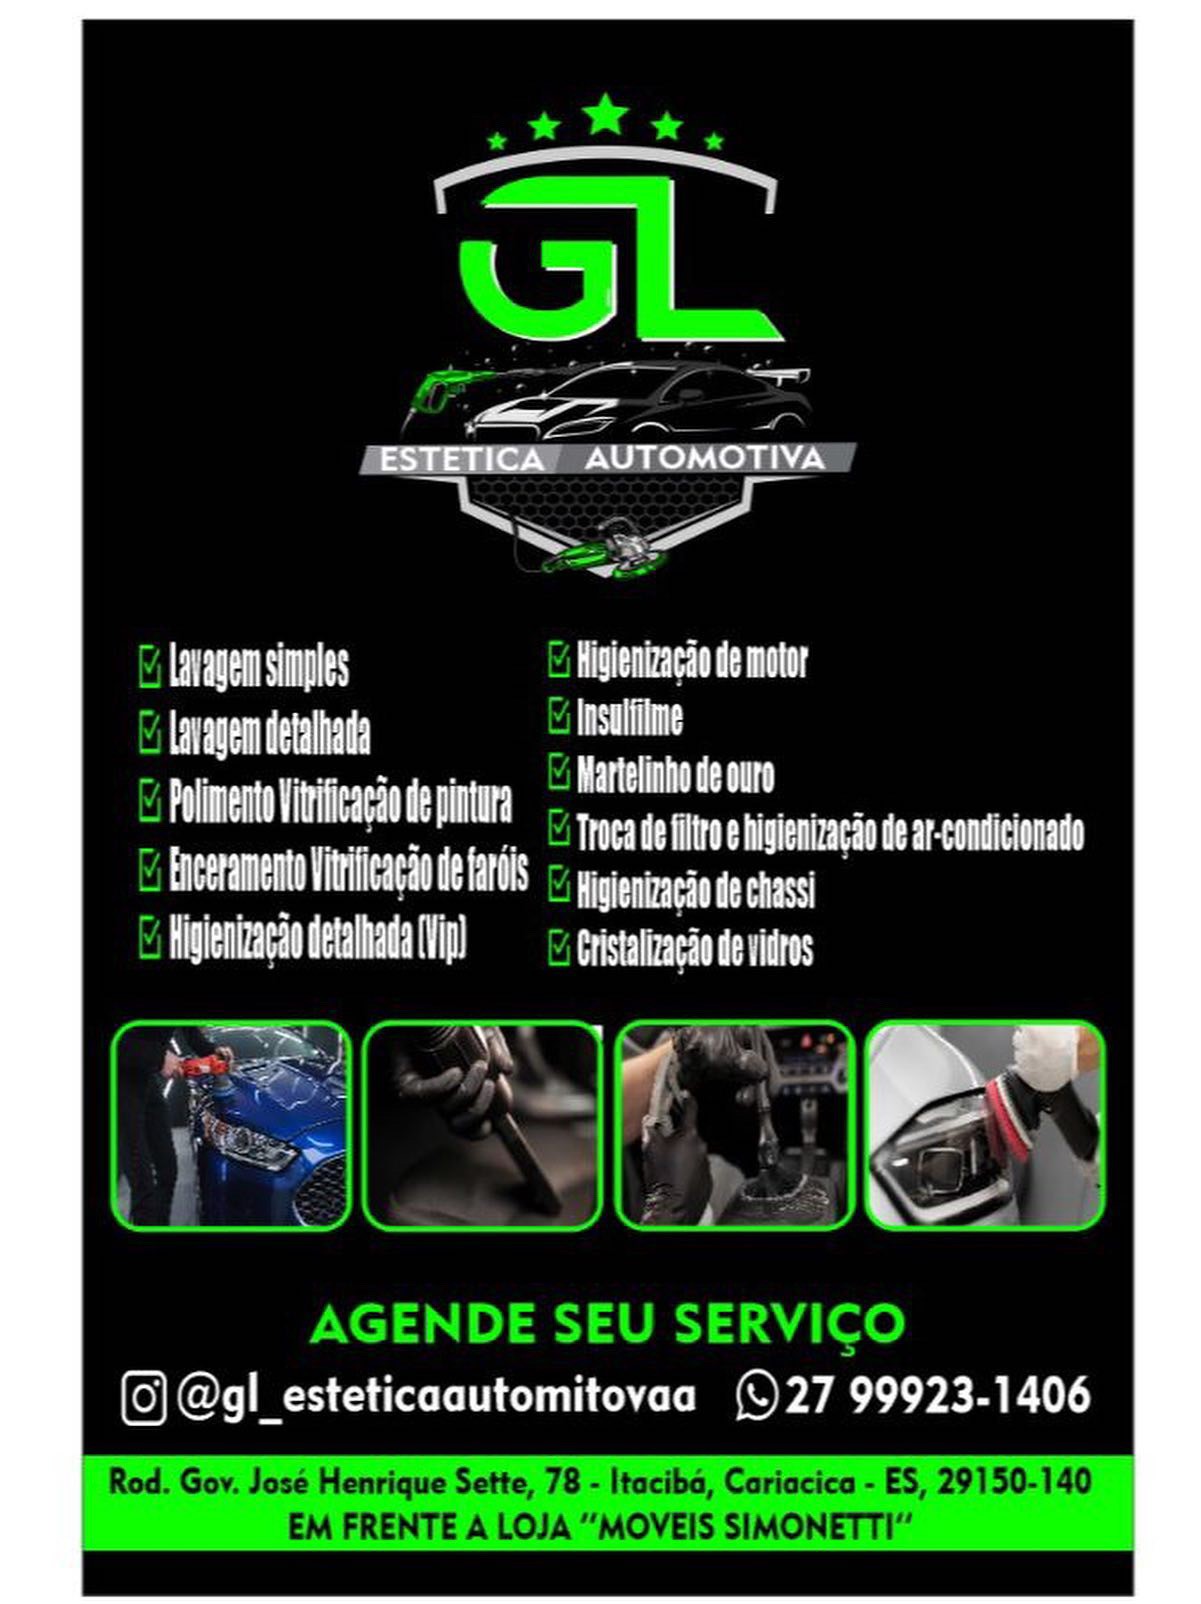 GL
ESTETICA AUTOMOTIVA
Lavagem simples
Lavagem detalhada
Polimento Vitrificação de pintura
Enceramento Vitrificação de faróis
Higienização detalhada (Vip)
Higienização de motor
Insulfilme
Martelinho de ouro
Troca de filtro e higienização de ar-condicionado
Higienização de chassi
Cristalização de vidros
AGENDE SEU SERVIÇO
@gl_esteticaautomitovaa
27 99923-1406
Rod. Gov. José Henrique Sette, 78 - Itacibá, Cariacica - ES, 29150-140
EM FRENTE A LOJA "MOVEIS SIMONETTI"